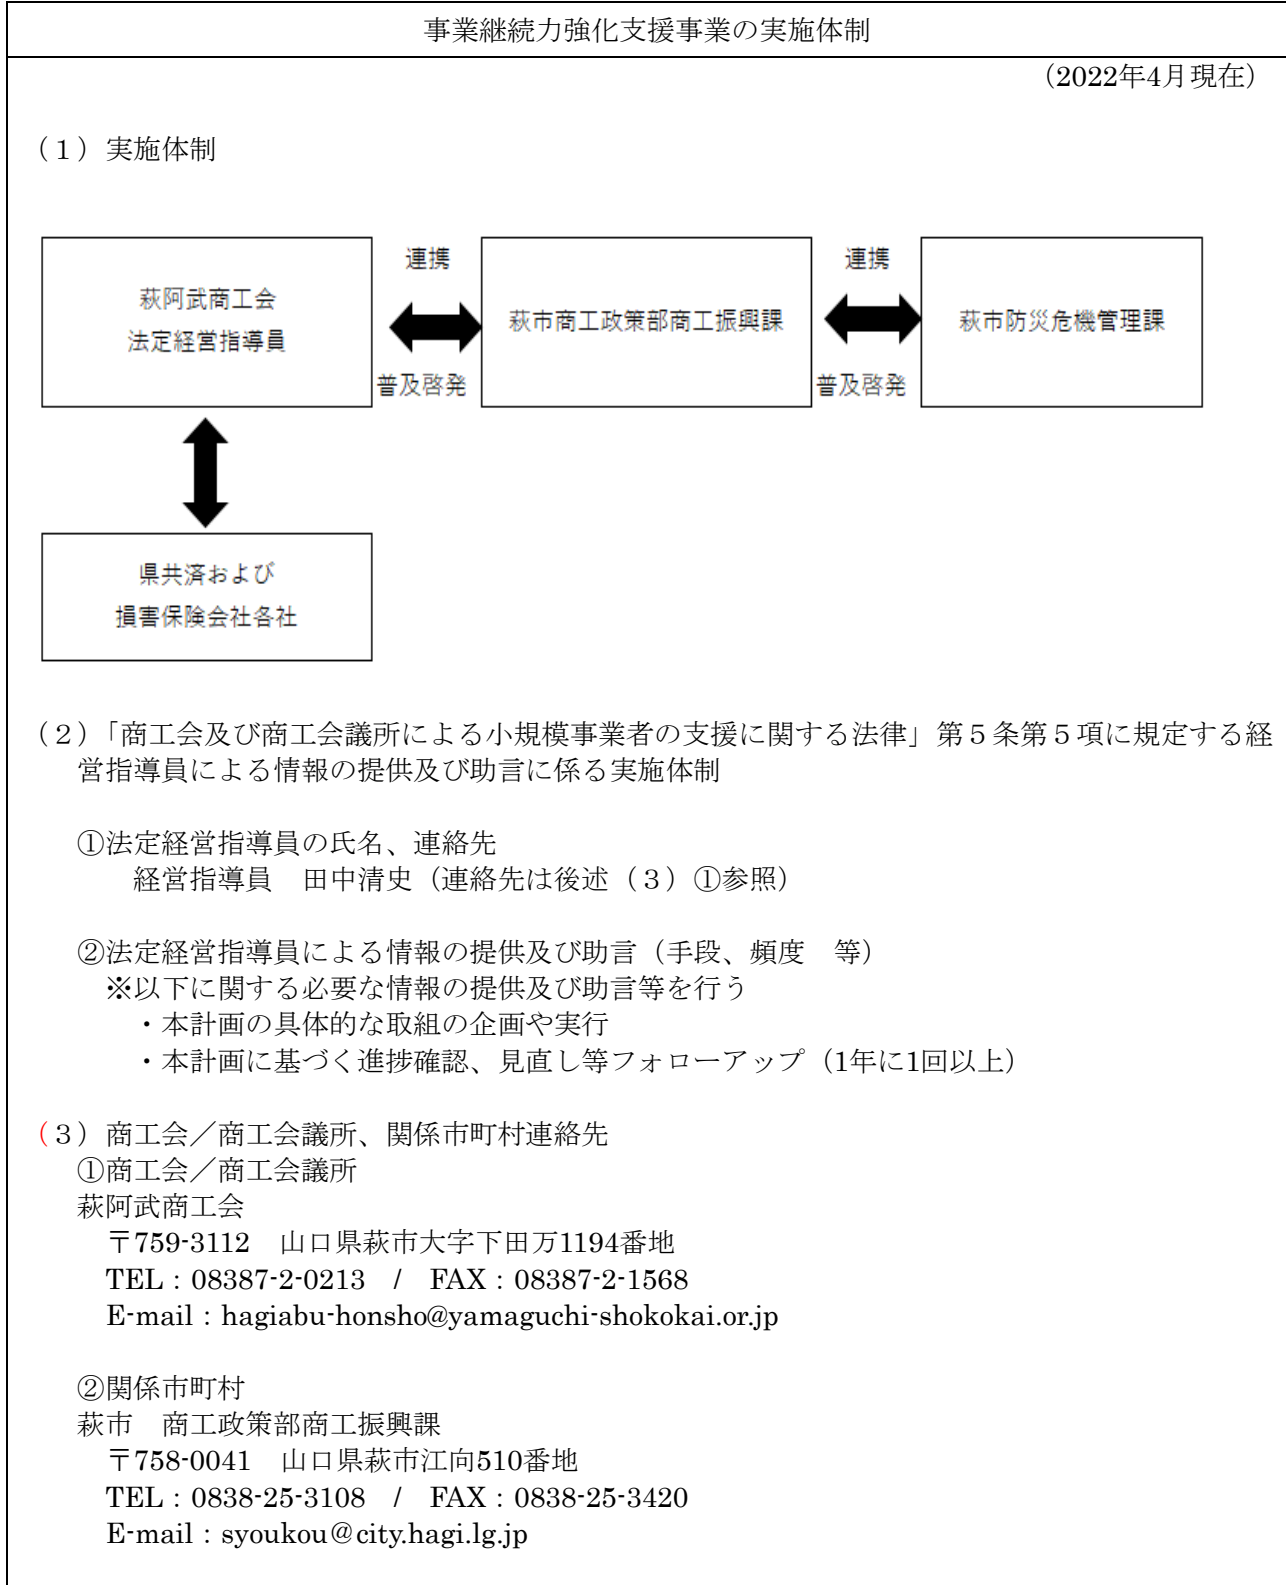 事業継続力強化支援事業の実施体制
（2022年4月現在）
（１）実施体制
萩阿武商工会
法定経営指導員
連携
普及啓発
萩市商工政策部商工振興課
連携
普及啓発
萩市防災危機管理課
県共済および
損害保険会社各社
（２）「商工会及び商工会議所による小規模事業者の支援に関する法律」第５条第５項に規定する経
営指導員による情報の提供及び助言に係る実施体制
①法定経営指導員の氏名、連絡先
経営指導員　田中清史（連絡先は後述（３）①参照）
②法定経営指導員による情報の提供及び助言（手段、頻度　等）
※以下に関する必要な情報の提供及び助言等を行う
・本計画の具体的な取組の企画や実行
・本計画に基づく進捗確認、見直し等フォローアップ（1年に1回以上）
（３）商工会／商工会議所、関係市町村連絡先
①商工会／商工会議所
萩阿武商工会
〒759-3112　山口県萩市大字下田万1194番地
TEL：08387-2-0213　/　FAX：08387-2-1568
E-mail：hagiabu-honsho@yamaguchi-shokokai.or.jp
②関係市町村
萩市　商工政策部商工振興課
〒758-0041　山口県萩市江向510番地
TEL：0838-25-3108　/　FAX：0838-25-3420
E-mail：syoukou＠city.hagi.lg.jp